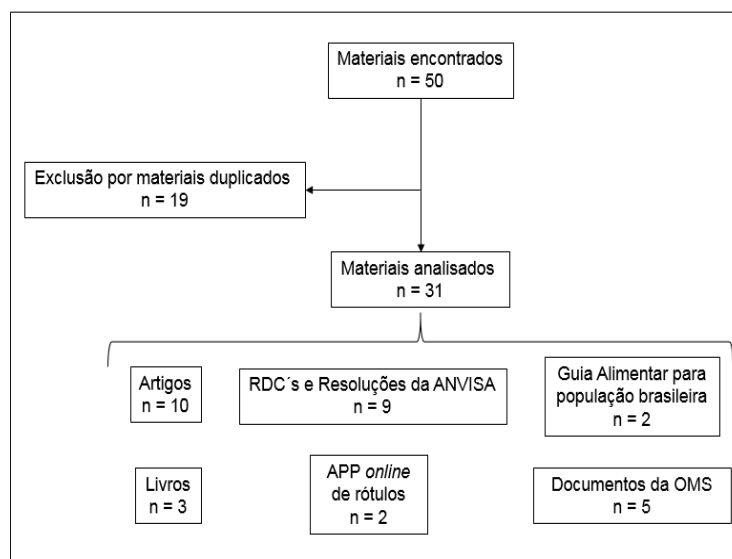 Materiais encontrados
n = 50
Exclusão por materiais duplicados
n = 19
Materiais analisados
n = 31
Artigos
n = 10
RDC´s e Resoluções da ANVISA
n = 9
Guia Alimentar para
população brasileira
n = 2
Livros
n = 3
APP online
de rótulos
n = 2
Documentos da OMS
n = 5